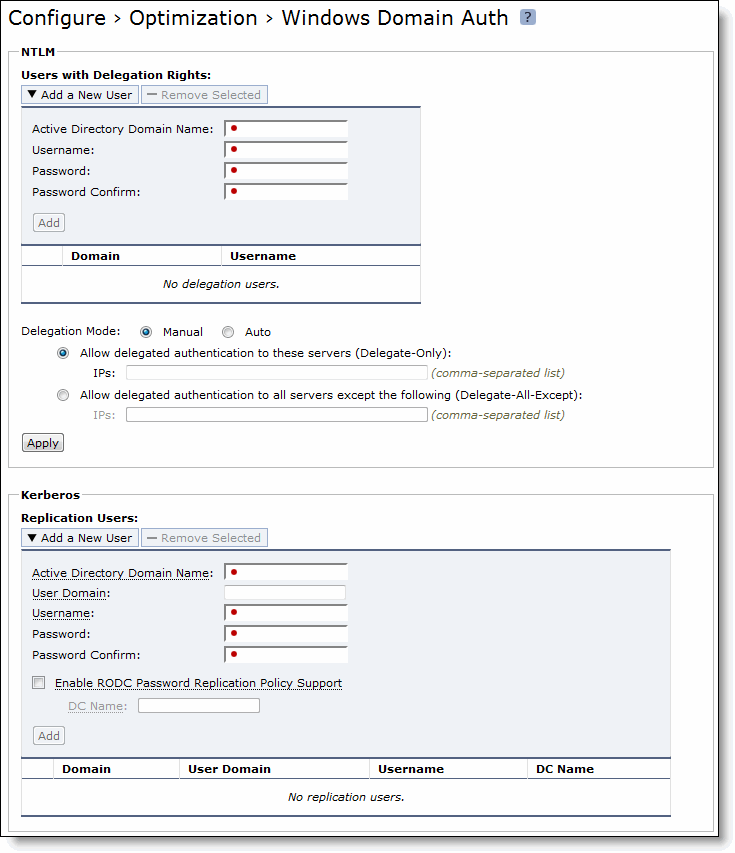 Configure › Optimization › Windows Domain Auth ?
NTLM
Users with Delegation Rights:
▼ Add a New User — Remove Selected
Active Directory Domain Name:
Username:
Password:
Password Confirm:
Add
Domain Username
No delegation users.
Delegation Mode: Manual Auto
Allow delegated authentication to these servers (Delegate-Only):
IPs: (comma-separated list)
Allow delegated authentication to all servers except the following (Delegate-All-Except):
IPs: (comma-separated list)
Apply
Kerberos
Replication Users:
▼ Add a New User — Remove Selected
Active Directory Domain Name:
User Domain:
Username:
Password:
Password Confirm:
Enable RODC Password Replication Policy Support
DC Name:
Add
Domain User Domain Username DC Name
No replication users.